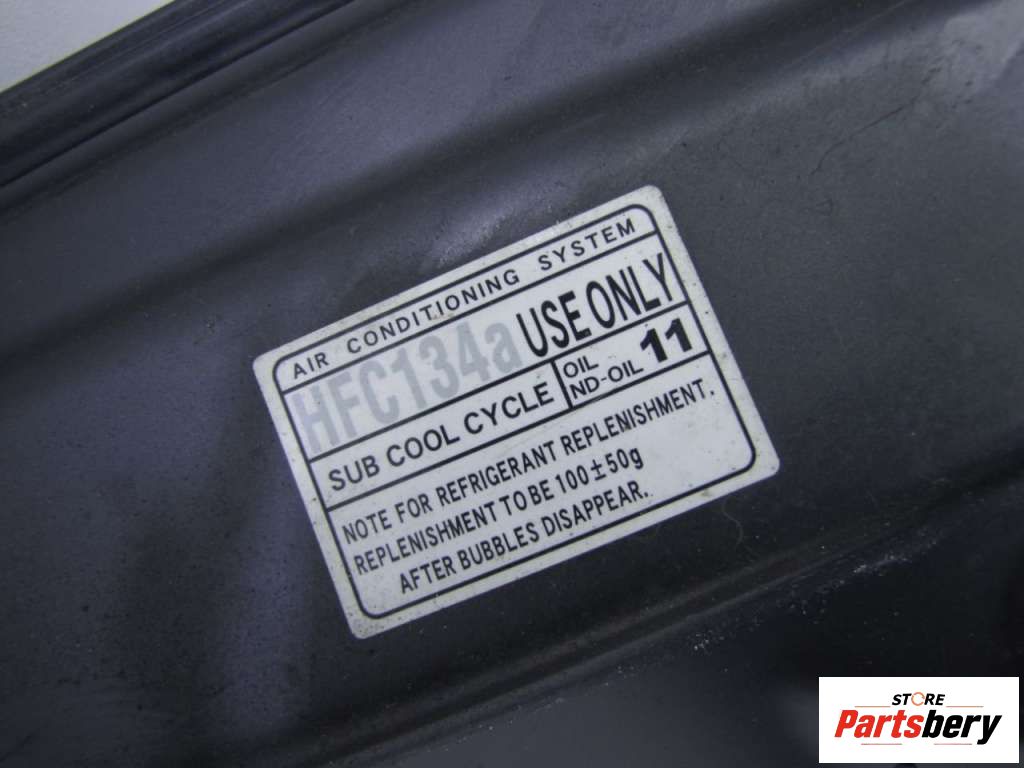 AIR CONDITIONING SYSTEM
HFC134a USE ONLY
SUB COOL CYCLE
OIL
ND-OIL 11
NOTE FOR REFRIGERANT REPLENISHMENT.
REPLENISHMENT TO BE 100±50g
AFTER BUBBLES DISAPPEAR.
STORE
Partsbery